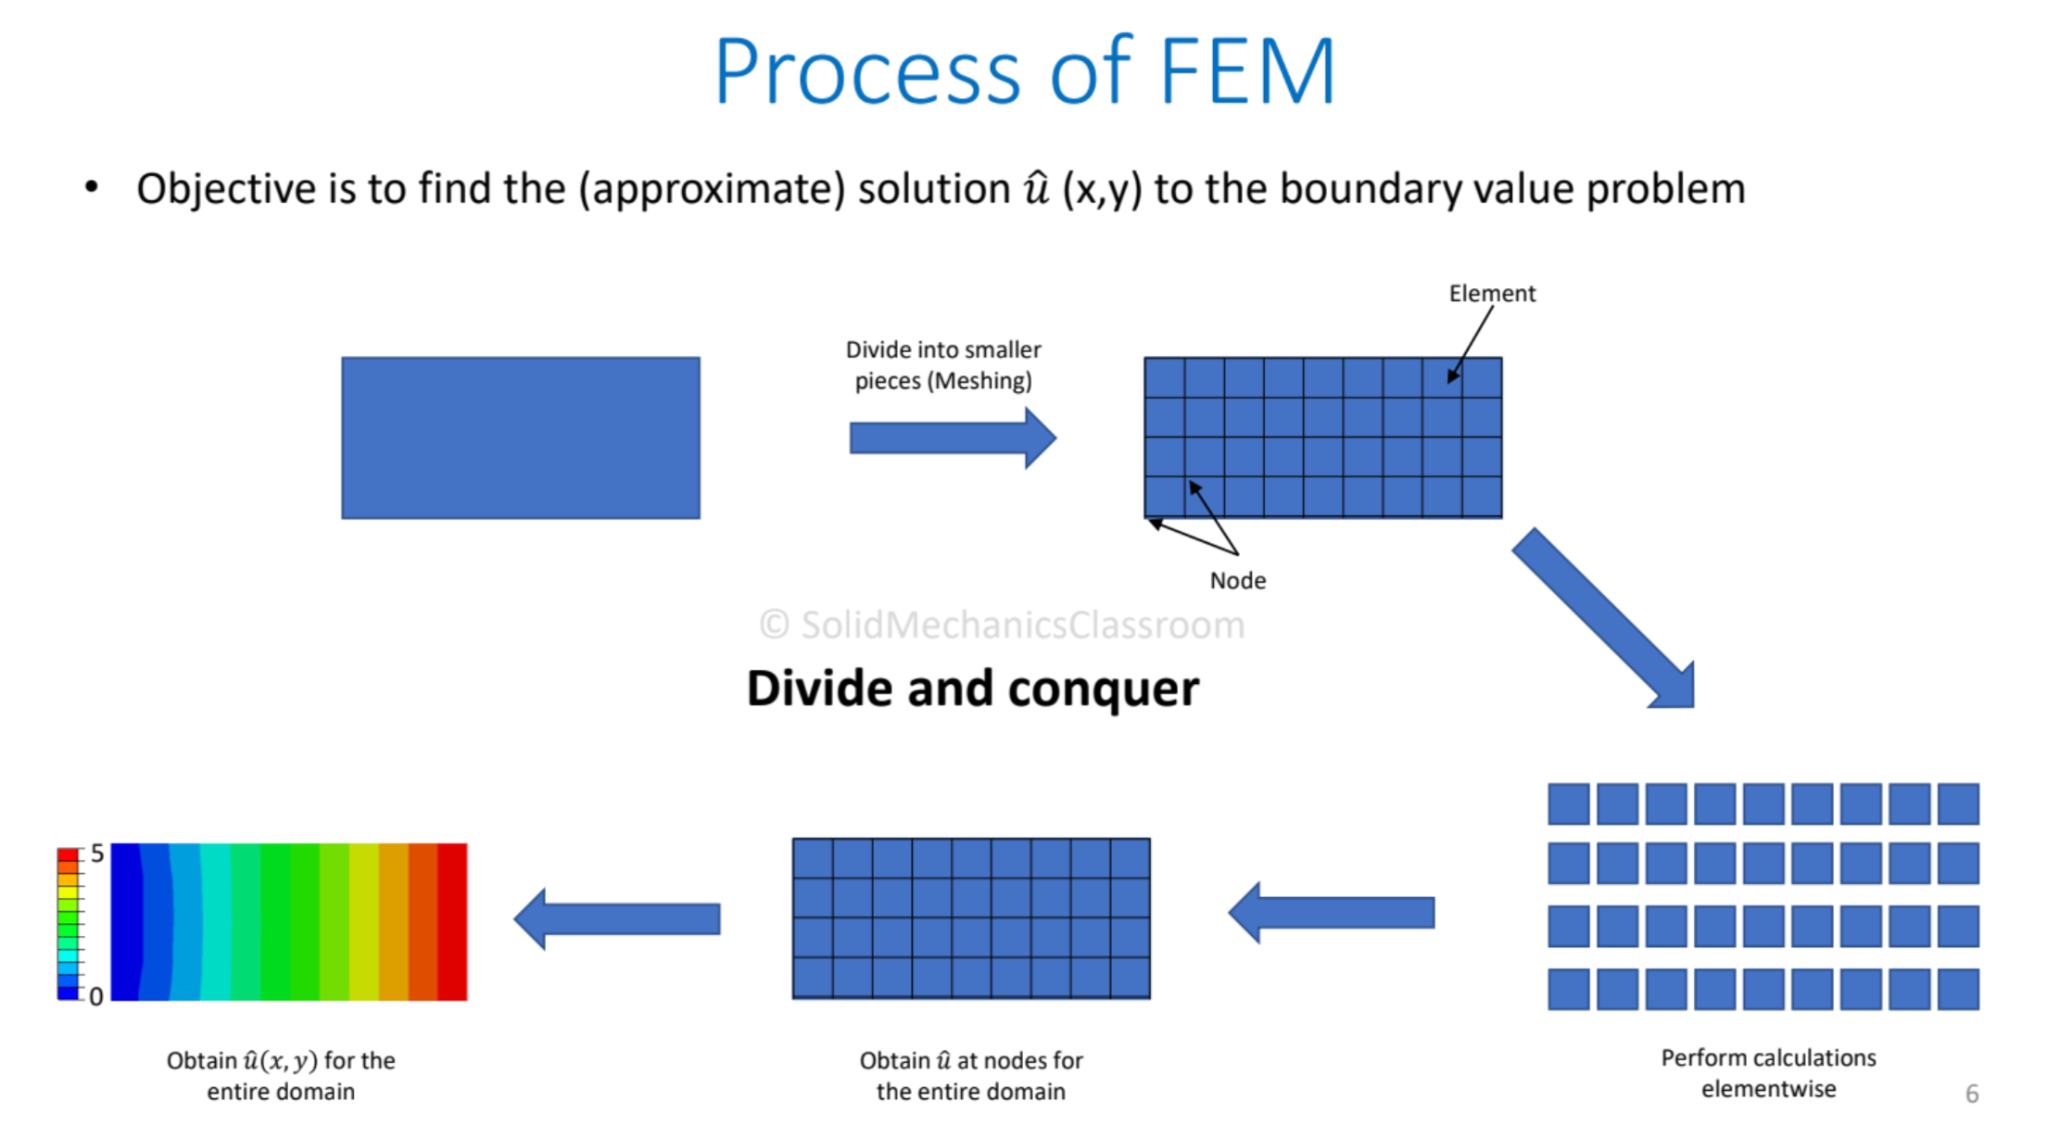 Process of FEM
• Objective is to find the (approximate) solution û (x,y) to the boundary value problem
Element
Divide into smaller
pieces (Meshing)
Node
© SolidMechanicsClassroom
Divide and conquer
5
0
Obtain û(x, y) for the
entire domain
Obtain û at nodes for
the entire domain
Perform calculations
elementwise
6